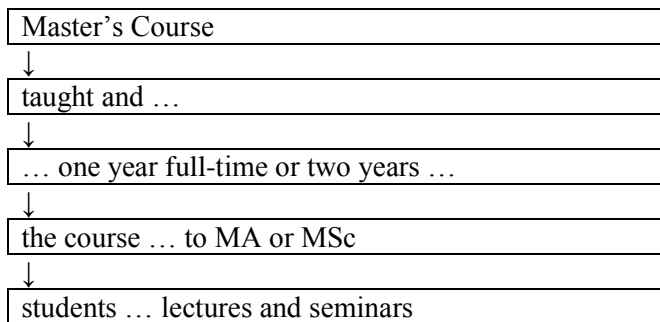 Master’s Course
↓
taught and …
↓
… one year full-time or two years …
↓
the course … to MA or MSc
↓
students … lectures and seminars